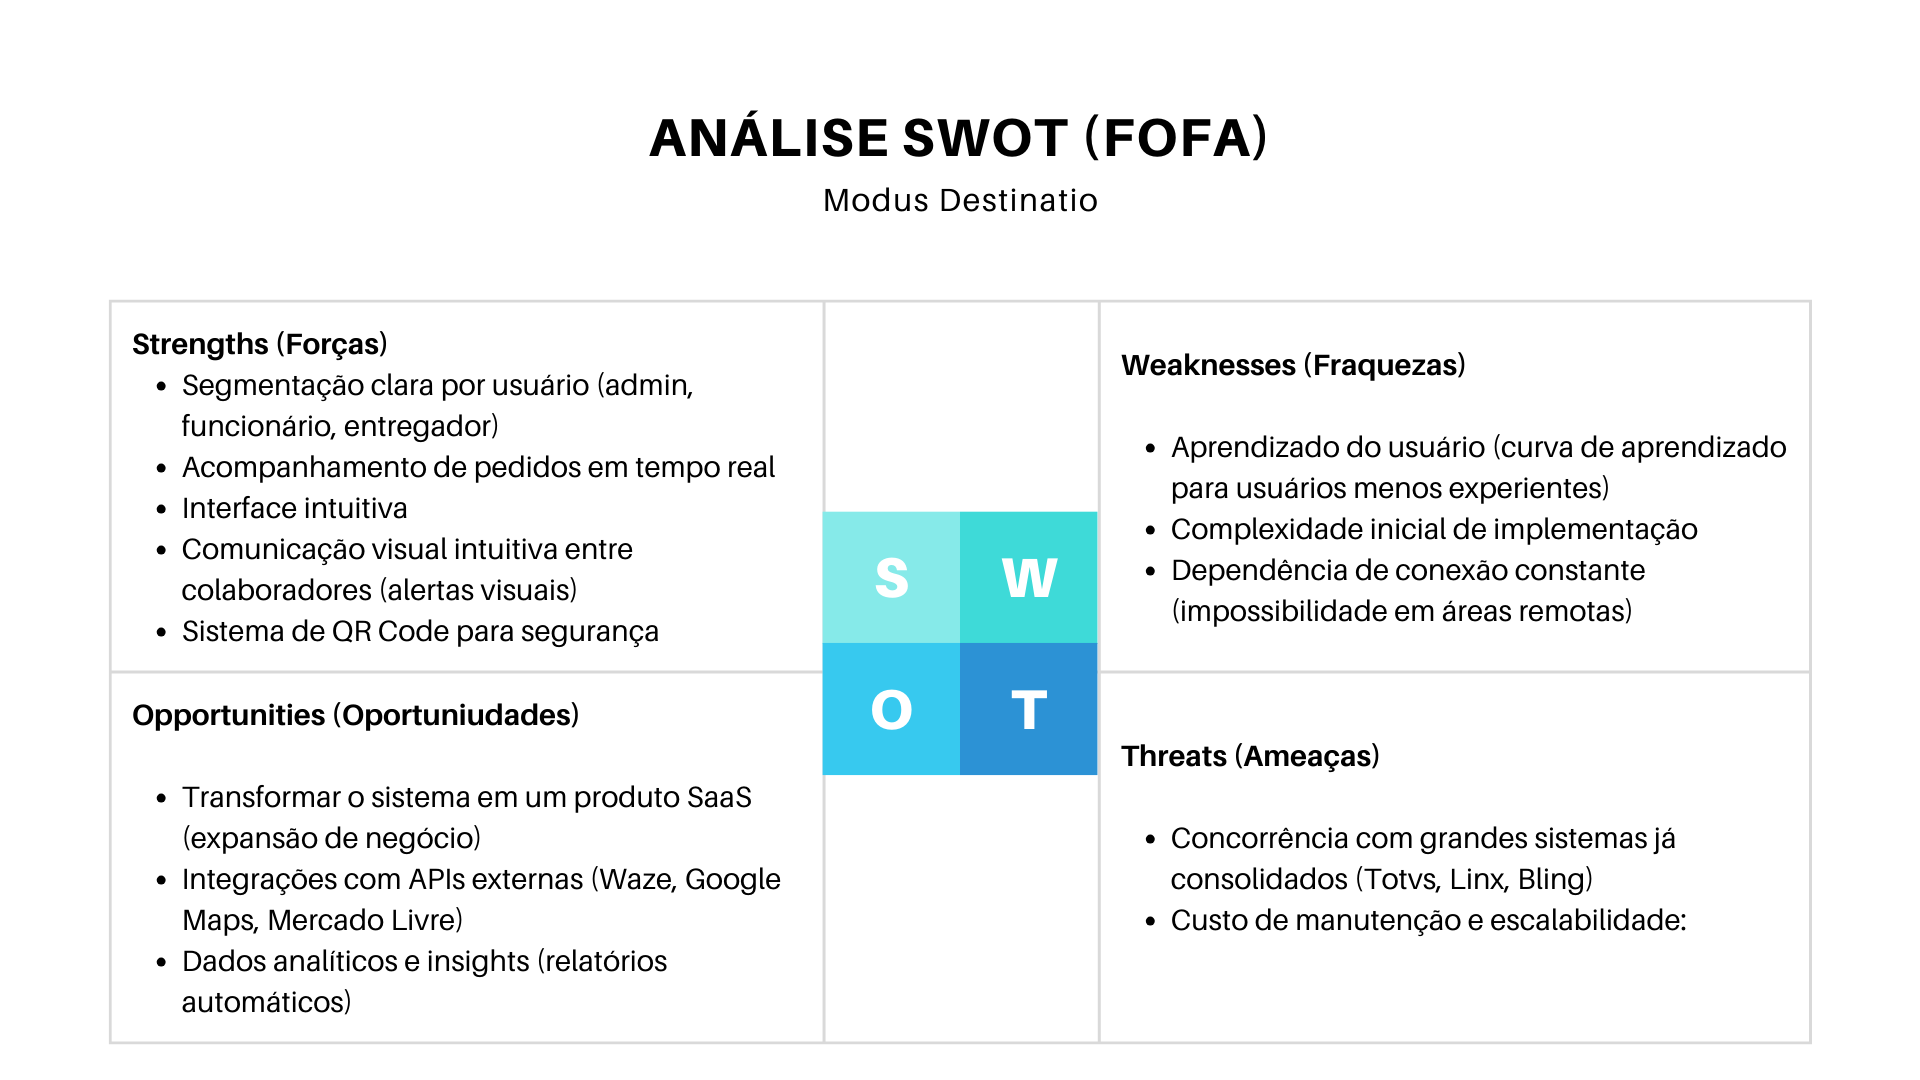 ANÁLISE SWOT (FOFA)
Modus Destinatio
Strengths (Forças)
• Segmentação clara por usuário (admin,
funcionário, entregador)
• Acompanhamento de pedidos em tempo real
• Interface intuitiva
• Comunicação visual intuitiva entre
colaboradores (alertas visuais)
• Sistema de QR Code para segurança
Weaknesses (Fraquezas)
• Aprendizado do usuário (curva de aprendizado
para usuários menos experientes)
• Complexidade inicial de implementação
• Dependência de conexão constante
(impossibilidade em áreas remotas)
S W
O T
Opportunities (Oportuniudades)
• Transformar o sistema em um produto SaaS
(expansão de negócio)
• Integrações com APIs externas (Waze, Google
Maps, Mercado Livre)
• Dados analíticos e insights (relatórios
automáticos)
Threats (Ameaças)
• Concorrência com grandes sistemas já
consolidados (Totvs, Linx, Bling)
• Custo de manutenção e escalabilidade: